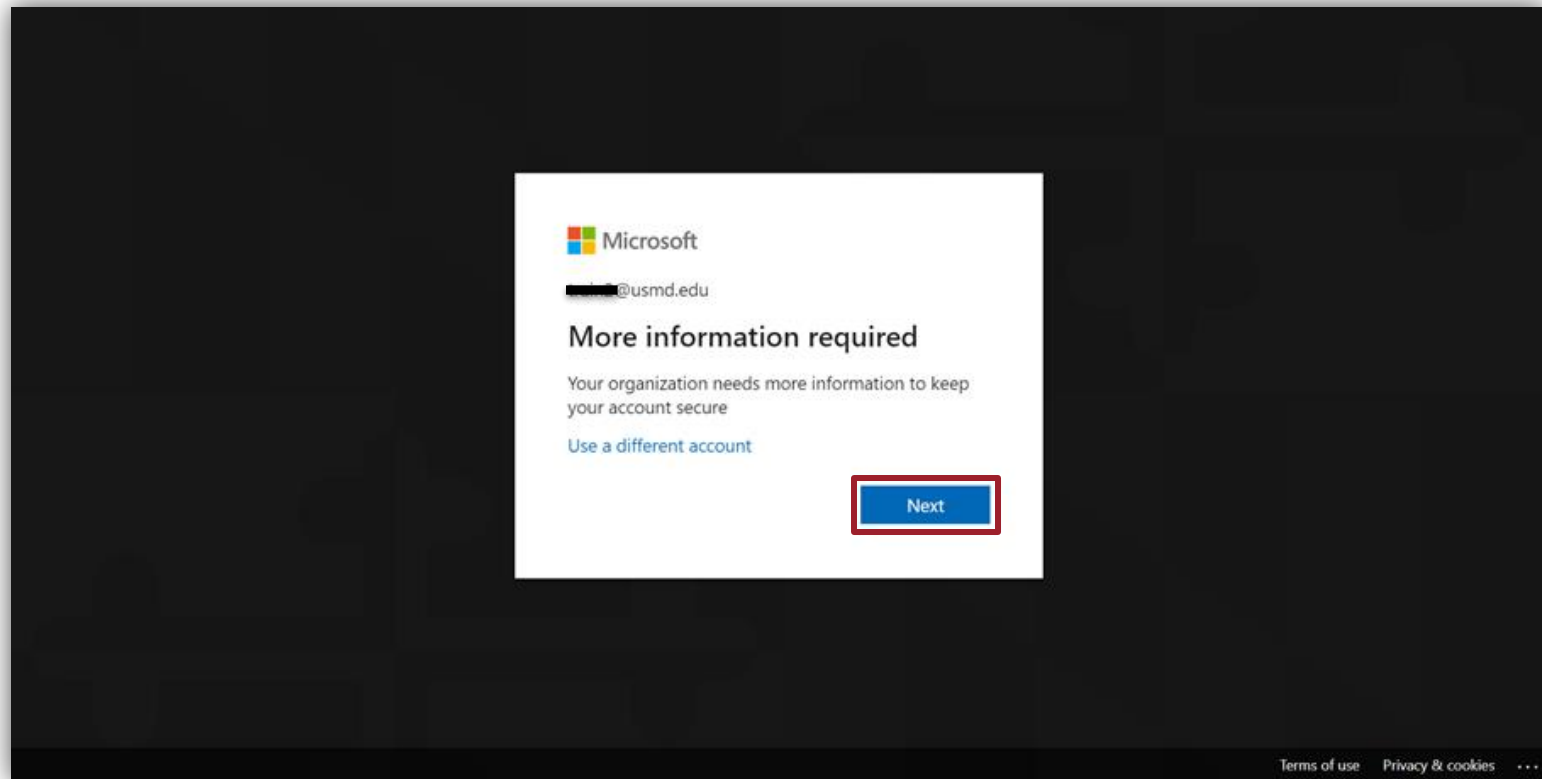 Microsoft
@usmd.edu
More information required
Your organization needs more information to keep
your account secure
Use a different account
Next
Terms of use Privacy & cookies ...